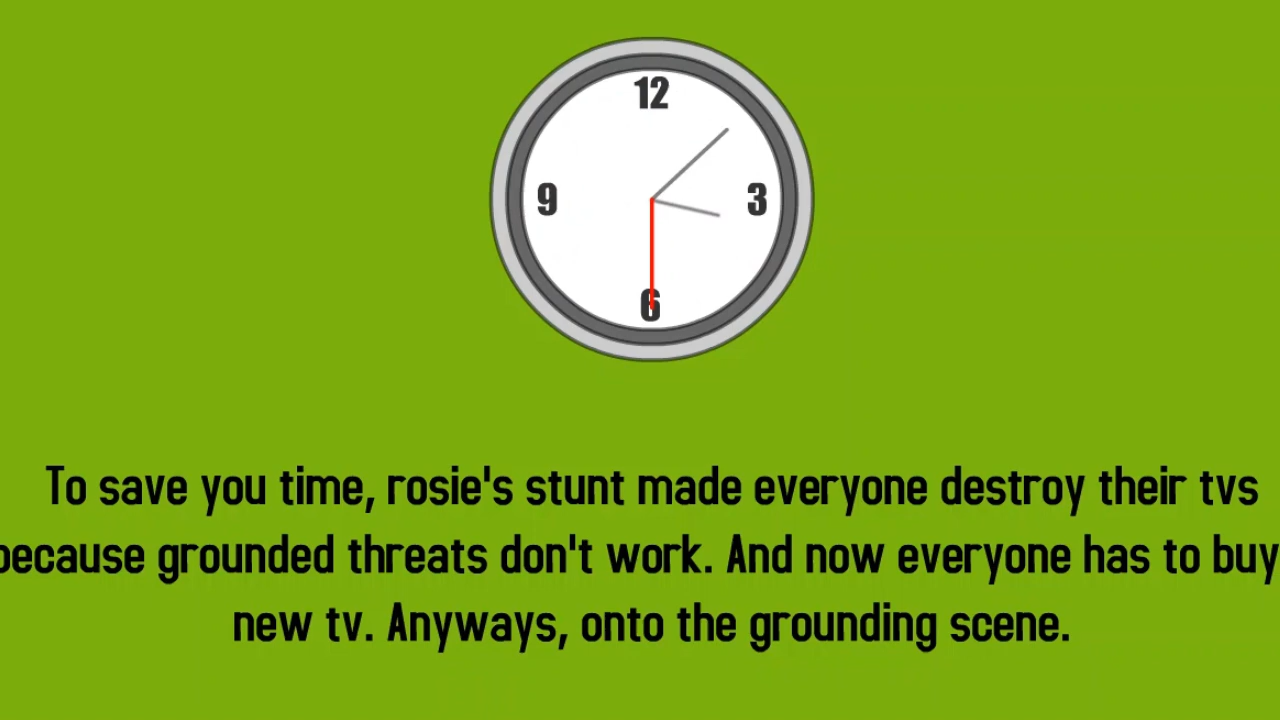 12
9
3
6
To save you time, rosie's stunt made everyone destroy their tvs
because grounded threats don't work. And now everyone has to buy
new tv. Anyways, onto the grounding scene.